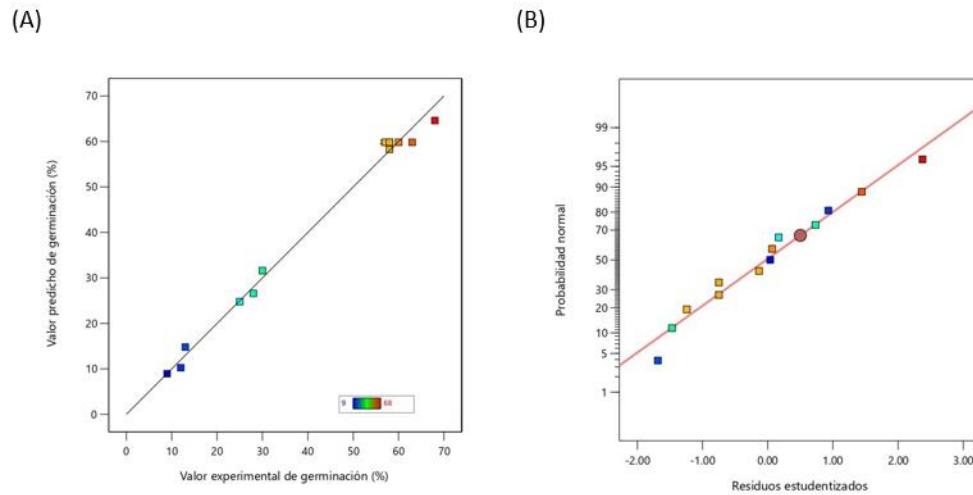 (A)
(B)
Valor predicho de germinación (%)
70
60
50
40
30
20
10
0
9
68
0 10 20 30 40 50 60 70
Valor experimental de germinación (%)
Probabilidad normal
99
95
90
80
70
50
30
20
10
5
1
-2.00 -1.00 0.00 1.00 2.00 3.00
Residuos estudentizados